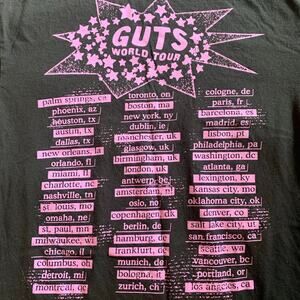 GUTS
WORLD TOUR
palm springs, ca
phoenix, az
houston, tx
austin, tx
dallas, tx
new orleans, la
orlando, fl
miami, fl
charlotte, nc
nashville, tn
st. louis, mo
omaha, ne
st. paul, mn
milwaukee, wi
chicago, il
columbus, oh
detroit, mi
montreal, qc
toronto, on
boston, ma
new york, ny
dublin, ie
manchester, uk
glasgow, uk
birmingham, uk
london, uk
antwerp, be
amsterdam, nl
oslo, no
copenhagen, dk
berlin, de
hamburg, de
frankfurt, de
munich, de
bologna, it
zurich, ch
cologne, de
paris, fr
barcelona, es
madrid, es
lisbon, pt
philadelphia, pa
washington, dc
atlanta, ga
lexington, ky
kansas city, mo
oklahoma city, ok
denver, co
salt lake city, ut
san francisco, ca
seattle, wa
vancouver, bc
portland, or
los angeles, ca